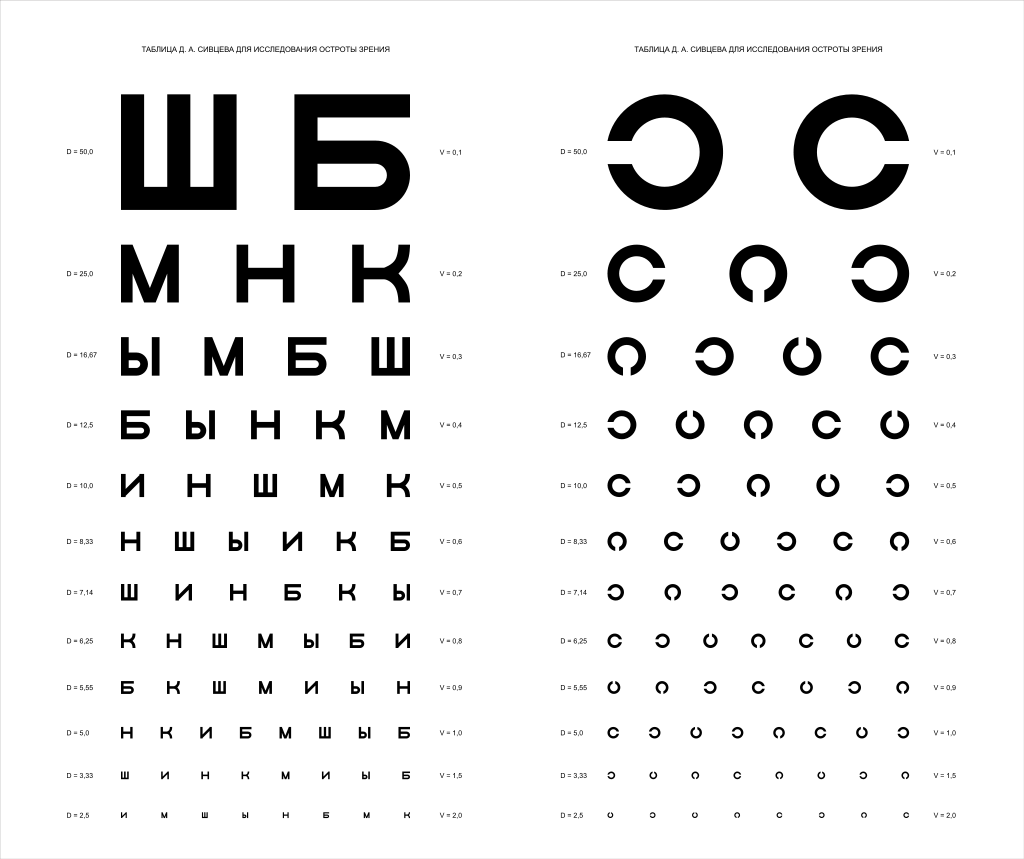 ТАБЛИЦА Д. А. СИВЦЕВА ДЛЯ ИССЛЕДОВАНИЯ ОСТРОТЫ ЗРЕНИЯ
D = 50,0 Ш Б V = 0,1
D = 25,0 М Н К V = 0,2
D = 16,67 Ы М Б Ш V = 0,3
D = 12,5 Б Ы Н К М V = 0,4
D = 10,0 И Н Ш М К V = 0,5
D = 8,33 Н Ш Ы И К Б V = 0,6
D = 7,14 Ш И Н Б К Ы V = 0,7
D = 6,25 К Н Ш М Ы Б И V = 0,8
D = 5,55 Б К Ш М И Ы Н V = 0,9
D = 5,0 Н К И Б М Ш Ы Б V = 1,0
D = 3,33 Ш И Н К М И Ы Б V = 1,5
D = 2,5 И М Ш Ы Н Б М К V = 2,0
ТАБЛИЦА Д. А. СИВЦЕВА ДЛЯ ИССЛЕДОВАНИЯ ОСТРОТЫ ЗРЕНИЯ
D = 50,0 V = 0,1
D = 25,0 V = 0,2
D = 16,67 V = 0,3
D = 12,5 V = 0,4
D = 10,0 V = 0,5
D = 8,33 V = 0,6
D = 7,14 V = 0,7
D = 6,25 V = 0,8
D = 5,55 V = 0,9
D = 5,0 V = 1,0
D = 3,33 V = 1,5
D = 2,5 V = 2,0